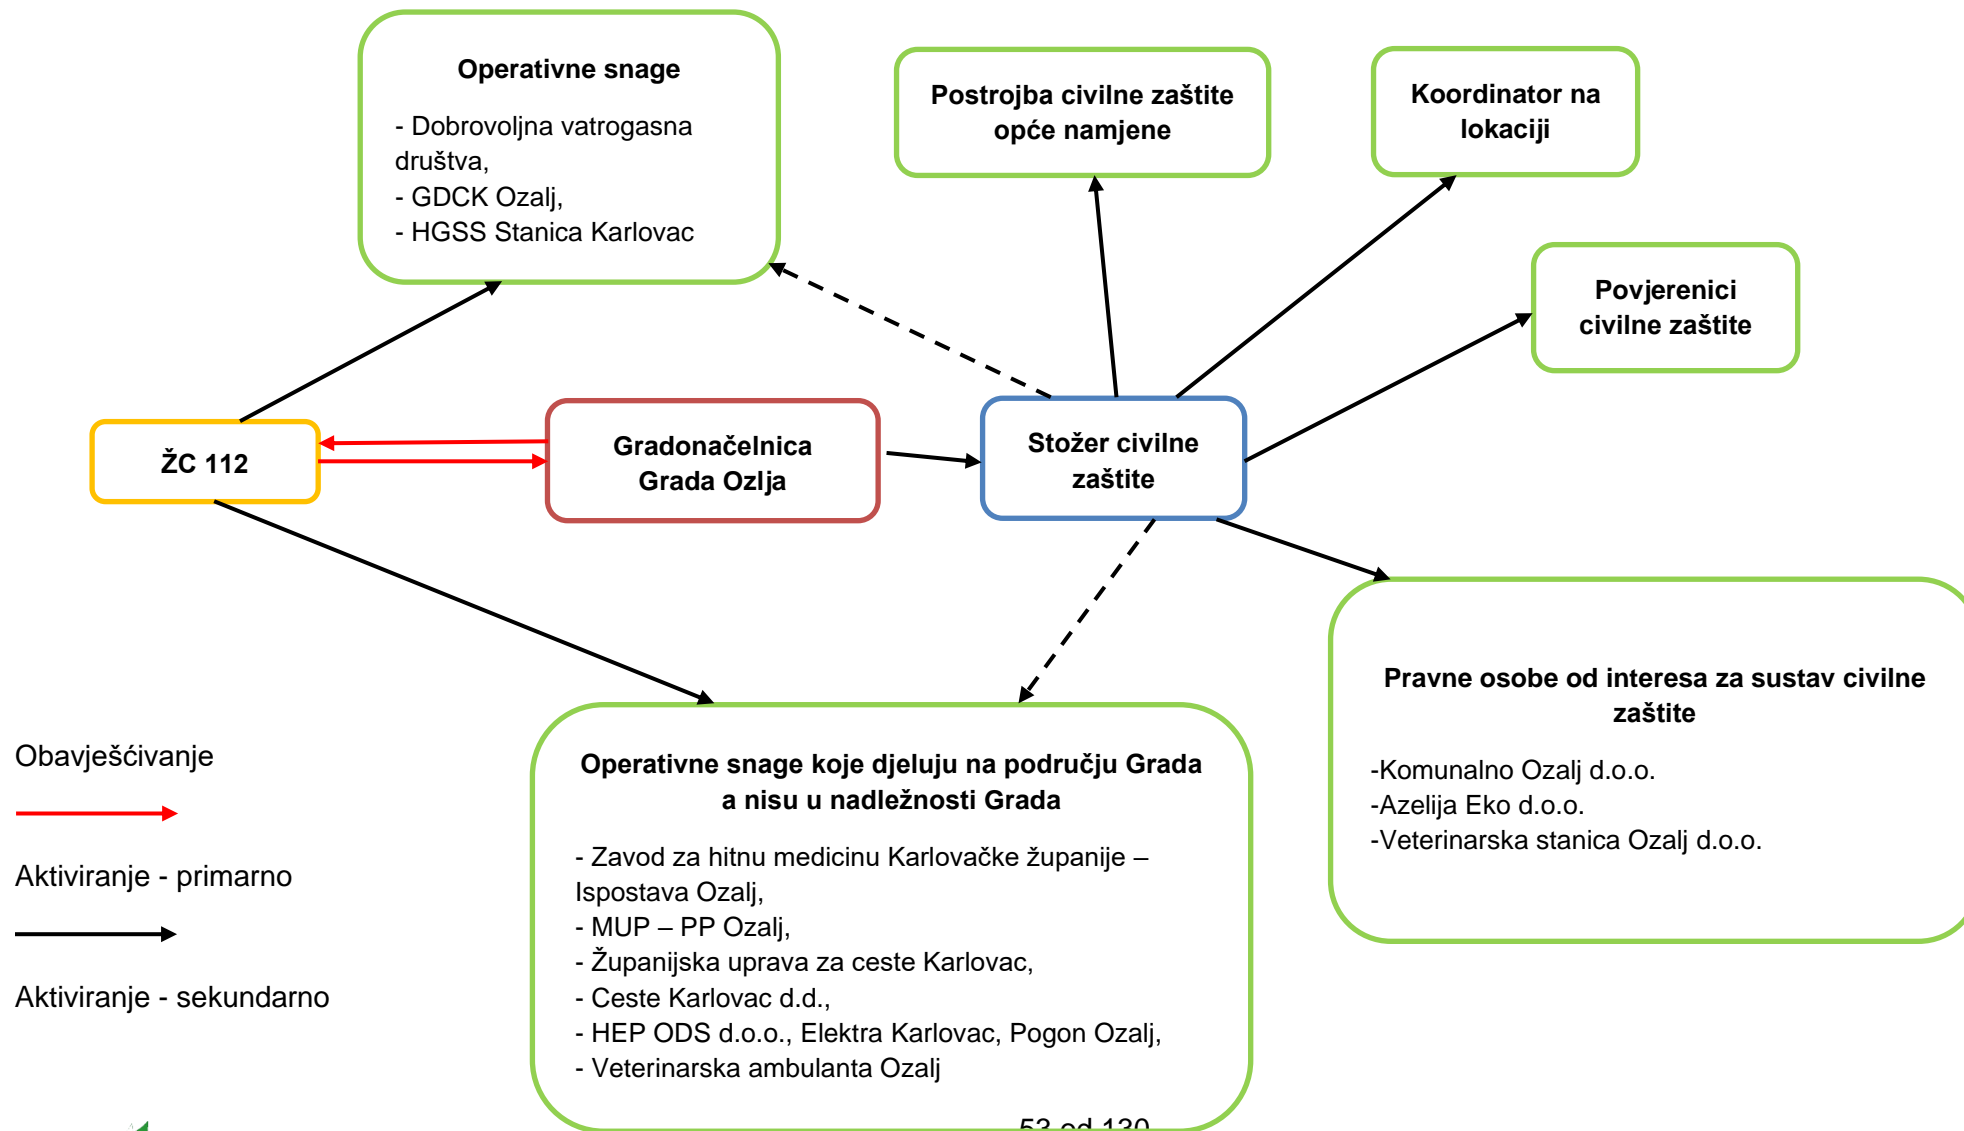 Operativne snage
- Dobrovoljna vatrogasna
društva,
- GDCK Ozalj,
- HGSS Stanica Karlovac
Postrojba civilne zaštite
opće namjene
Koordinator na
lokaciji
Povjerenici
civilne zaštite
ŽC 112
Gradonačelnica
Grada Ozlja
Stožer civilne
zaštite
Pravne osobe od interesa za sustav civilne
zaštite
-Komunalno Ozalj d.o.o.
-Azelija Eko d.o.o.
-Veterinarska stanica Ozalj d.o.o.
Obavješćivanje
Aktiviranje - primarno
Aktiviranje - sekundarno
Operativne snage koje djeluju na području Grada
a nisu u nadležnosti Grada
- Zavod za hitnu medicinu Karlovačke županije –
Ispostava Ozalj,
- MUP – PP Ozalj,
- Županijska uprava za ceste Karlovac,
- Ceste Karlovac d.d.,
- HEP ODS d.o.o., Elektra Karlovac, Pogon Ozalj,
- Veterinarska ambulanta Ozalj
53 od 130